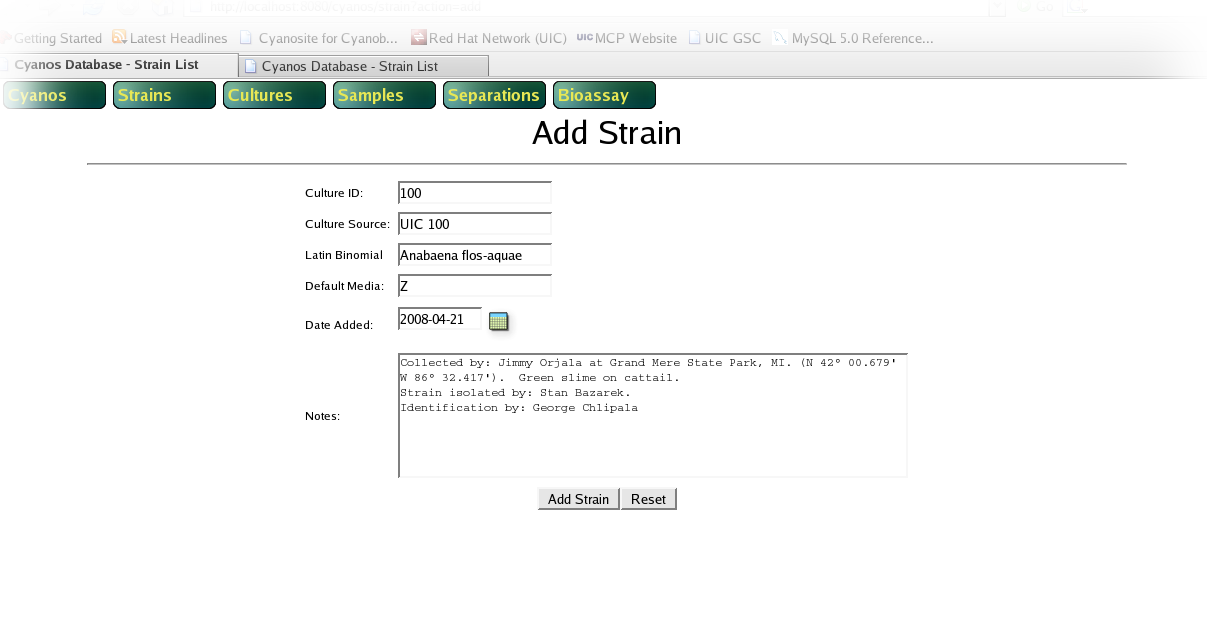 http://localhost:8080/cyanos/strain?action=add
Getting Started Latest Headlines Cyanosite for Cyanob... Red Hat Network (UIC) UIC MCP Website UIC GSC MySQL 5.0 Reference...
Cyanos Database - Strain List Cyanos Database - Strain List
Cyanos Strains Cultures Samples Separations Bioassay
Add Strain
Culture ID: 100
Culture Source: UIC 100
Latin Binomial Anabaena flos-aquae
Default Media: Z
Date Added: 2008-04-21
Collected by: Jimmy Orjala at Grand Mere State Park, MI. (N 42° 00.679'
W 86° 32.417').  Green slime on cattail.
Strain isolated by: Stan Bazarek.
Notes: Identification by: George Chlipala
Add Strain Reset